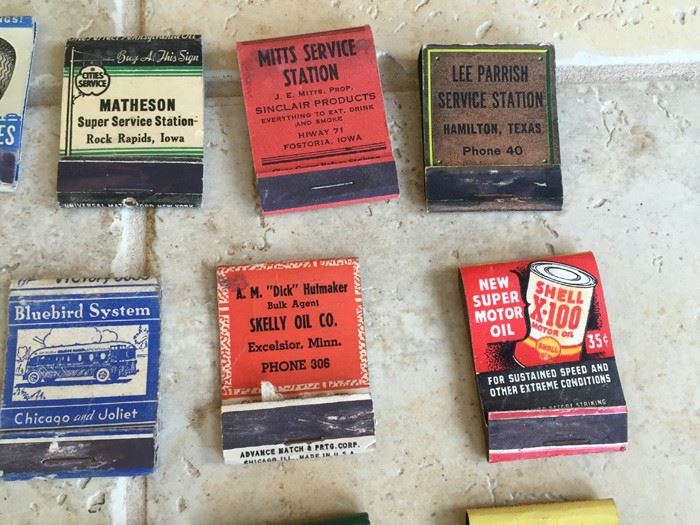 NGS!
ES
Buy At This Sign
CITIES
SERVICE
MATHESON
Super Service Station
Rock Rapids, Iowa
MITTS SERVICE
STATION
J. E. MITTS, PROP.
SINCLAIR PRODUCTS
EVERYTHING TO EAT, DRINK
AND SMOKE
HIWAY 71
FOSTORIA, IOWA
LEE PARRISH
SERVICE STATION
HAMILTON, TEXAS
Phone 40
Bluebird System
Chicago and Joliet
A. M. "Dick" Hulmaker
Bulk Agent
SKELLY OIL CO.
Excelsior, Minn.
PHONE 306
ADVANCE MATCH & PRTG. CORP.
CHICAGO, ILL. MADE IN U.S.A.
NEW
SUPER
MOTOR
OIL
SHELL
X-100
MOTOR OIL
SHELL
35¢
FOR SUSTAINED SPEED AND
OTHER EXTREME CONDITIONS